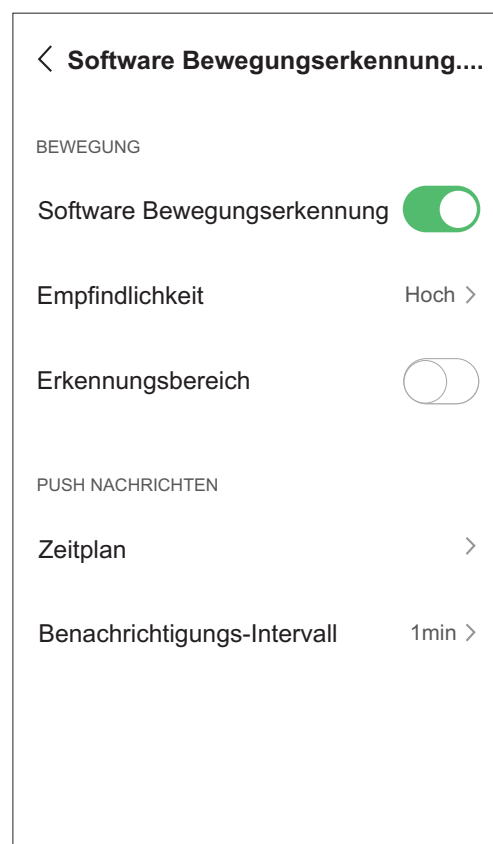 Software Bewegungserkennung....
BEWEGUNG
Software Bewegungserkennung
Empfindlichkeit Hoch
Erkennungsbereich
PUSH NACHRICHTEN
Zeitplan
Benachrichtigungs-Intervall 1min